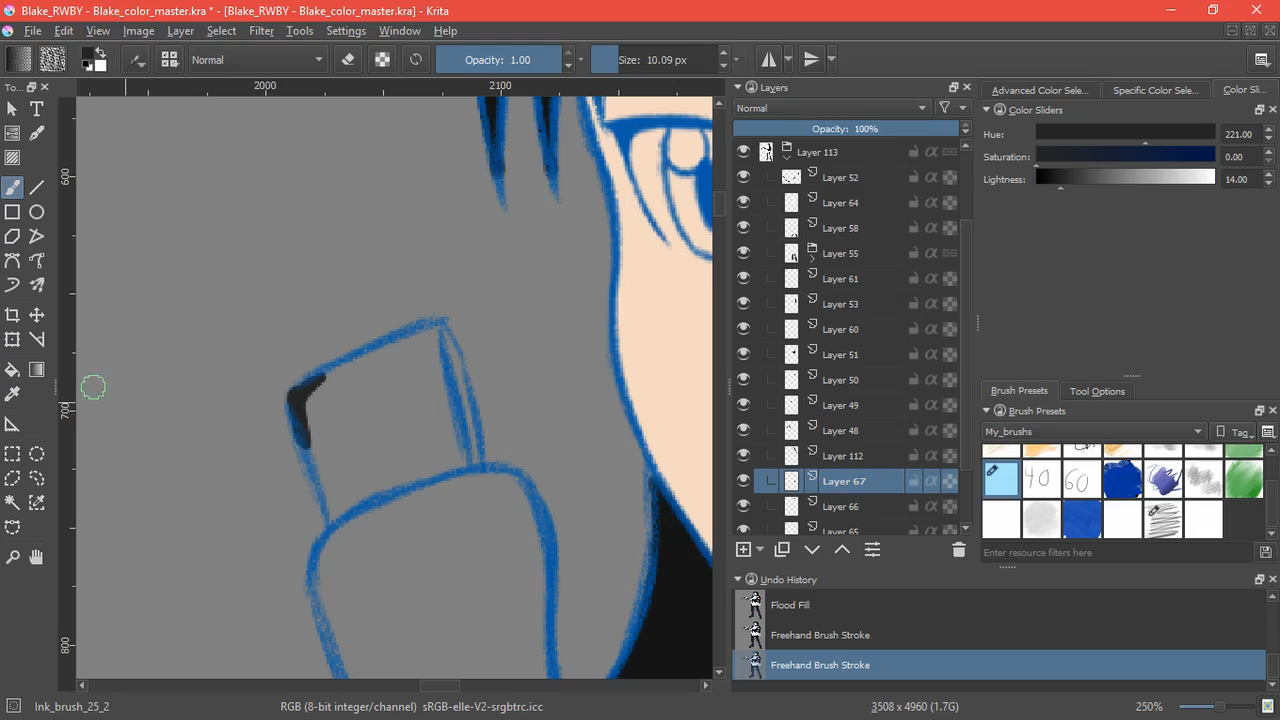 Blake_RWBY - Blake_color_master.kra * - [Blake_RWBY - Blake_color_master.kra] - Krita
File Edit View Image Layer Select Filter Tools Settings Window Help
Normal Opacity: 1.00 Size: 10.09 px
To...
2000 2100
600
700
800
Layers
Normal
Opacity: 100%
Layer 113
Layer 52
Layer 64
Layer 58
Layer 55
Layer 61
Layer 53
Layer 60
Layer 51
Layer 50
Layer 49
Layer 48
Layer 112
Layer 67
Layer 66
Layer 65
Undo History
Flood Fill
Freehand Brush Stroke
Freehand Brush Stroke
Advanced Color Sele... Specific Color Sele... Color Sli...
Color Sliders
Hue: 221.00
Saturation: 0.00
Lightness: 14.00
Brush Presets Tool Options
Brush Presets
My_brushs Tag
40 60
Enter resource filters here
Ink_brush_25_2 RGB (8-bit integer/channel) sRGB-elle-V2-srgbtrc.icc 3508 x 4960 (1.7G) 250%